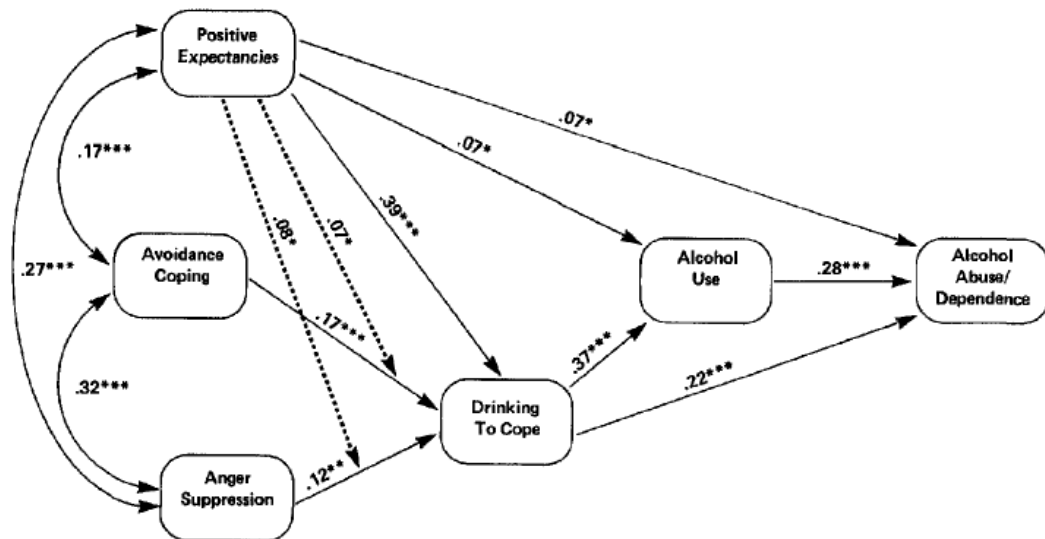 Positive
Expectancies
.07*
.17***
.07*
.39***
.08*
.07*
Avoidance
Coping
Alcohol
Use
Alcohol
Abuse/
Dependence
.27***
.28***
.17***
.37***
.32***
.22***
Drinking
To Cope
Anger
Suppression
.12**